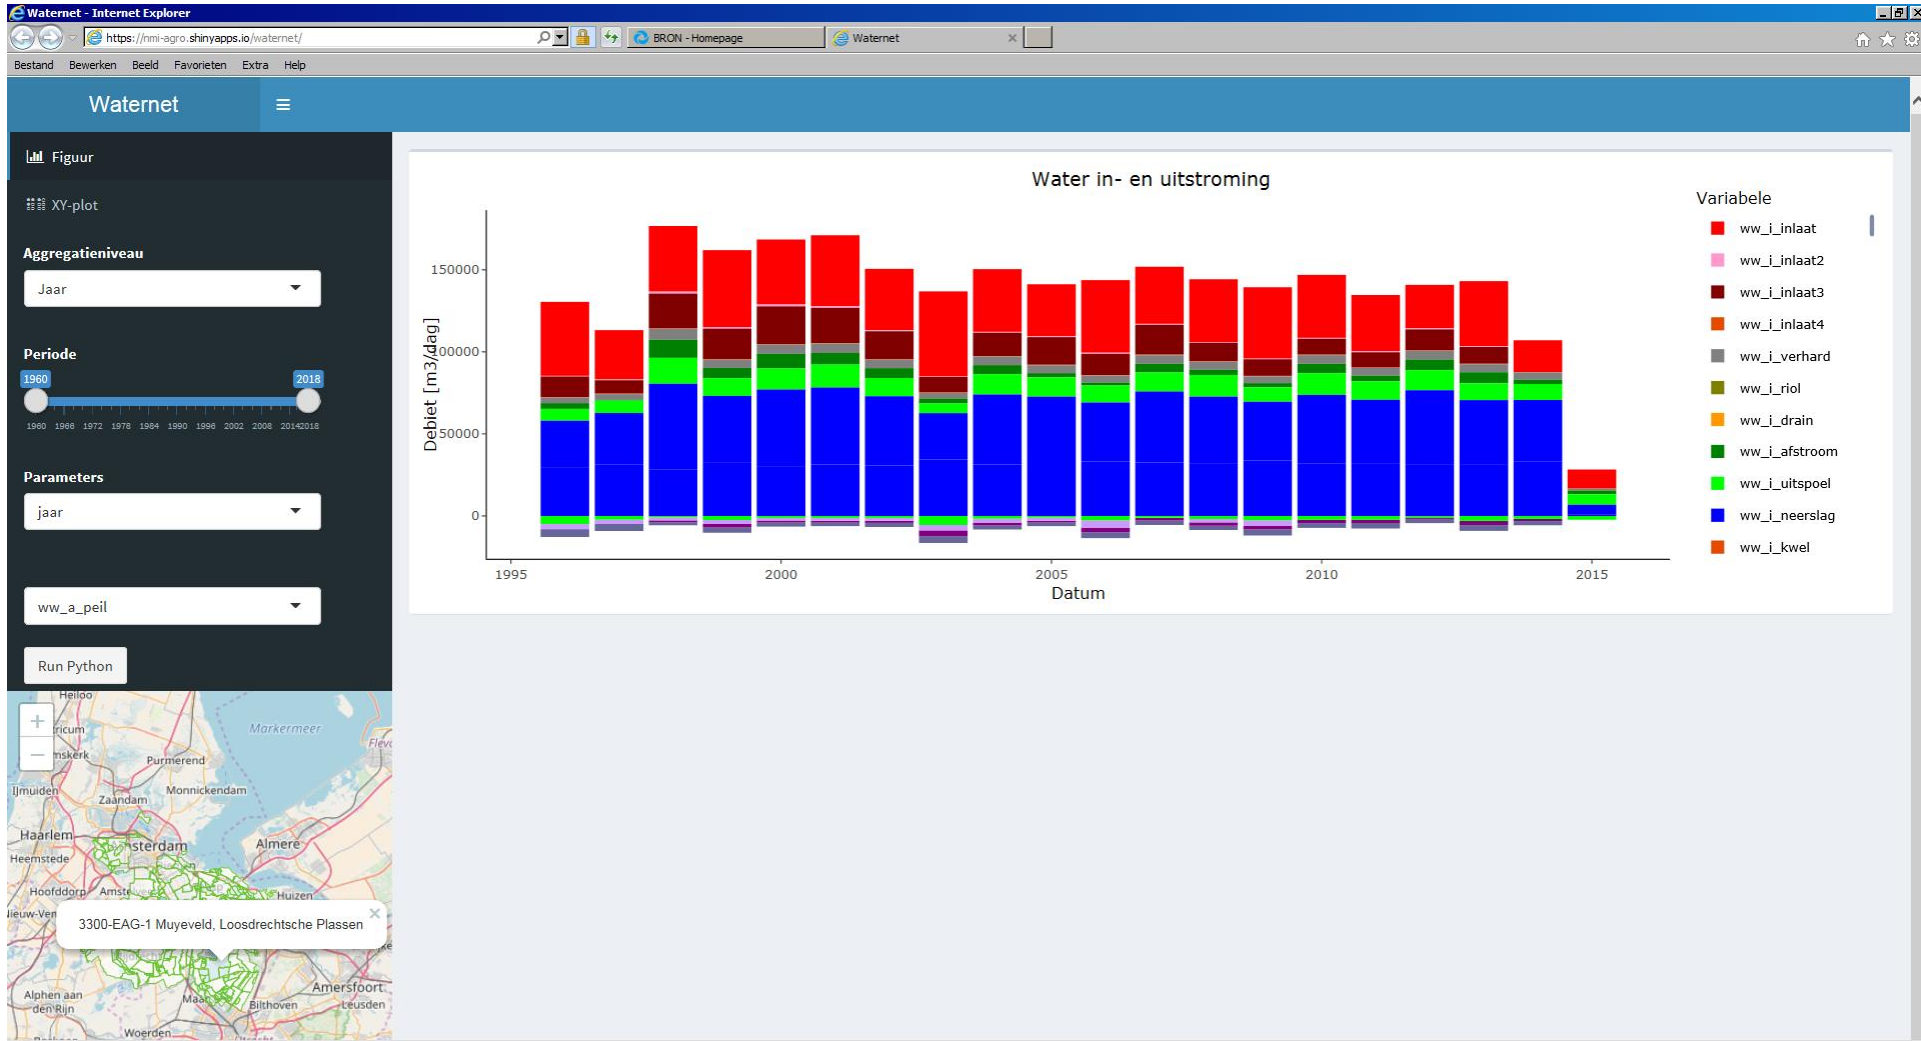 Waternet - Internet Explorer
https://nmi-agro.shinyapps.io/waternet/
BRON - Homepage
Waternet
Bestand Bewerken Beeld Favorieten Extra Help
Waternet
Figuur
XY-plot
Aggregatieniveau
Jaar
Periode
1960 2018
1960 1966 1972 1978 1984 1990 1996 2002 2008 2014 2018
Parameters
jaar
ww_a_peil
Run Python
Water in- en uitstroming
Debiet [m3/dag]
150000
100000
50000
0
1995 2000 2005 2010 2015
Datum
Variabele
ww_i_inlaat
ww_i_inlaat2
ww_i_inlaat3
ww_i_inlaat4
ww_i_verhard
ww_i_riol
ww_i_drain
ww_i_afstroom
ww_i_uitspoel
ww_i_neerslag
ww_i_kwel
+
−
Heiloo
Markermeer
Purmerend
IJmuiden
Zaandam
Monnickendam
Haarlem
Almere
Heemstede
Hoofddorp
Huizen
3300-EAG-1 Muyeveld, Loosdrechtsche Plassen
Amersfoort
Alphen aan
den Rijn
Bilthoven
Leusden
Woerden